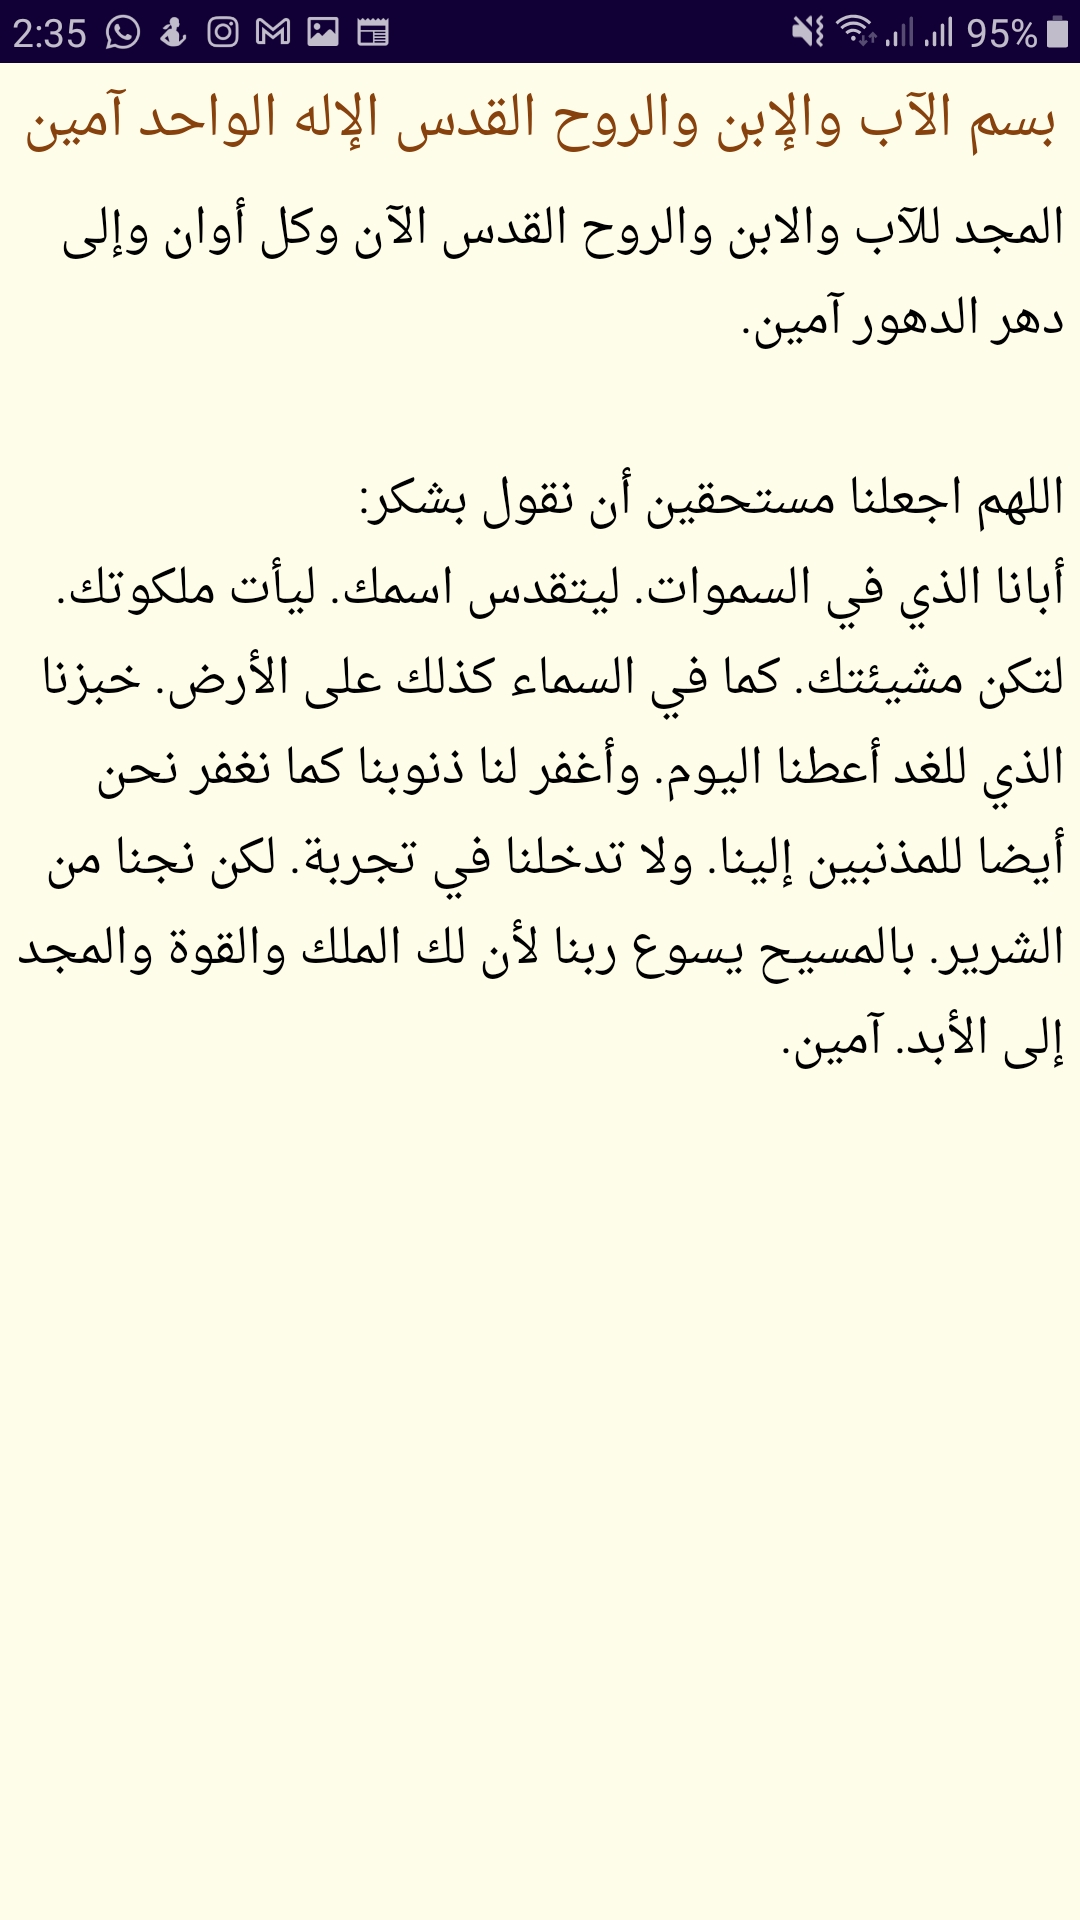 2:35 95%
بسم الآب والإبن والروح القدس الإله الواحد آمين
المجد للآب والابن والروح القدس الآن وكل أوان وإلى
دهر الدهور آمين.
اللهم اجعلنا مستحقين أن نقول بشكر:
أبانا الذي في السموات. ليتقدس اسمك. ليأت ملكوتك.
لتكن مشيئتك. كما في السماء كذلك على الأرض. خبزنا
الذي للغد أعطنا اليوم. وأغفر لنا ذنوبنا كما نغفر نحن
أيضا للمذنبين إلينا. ولا تدخلنا في تجربة. لكن نجنا من
الشرير. بالمسيح يسوع ربنا لأن لك الملك والقوة والمجد
إلى الأبد. آمين.